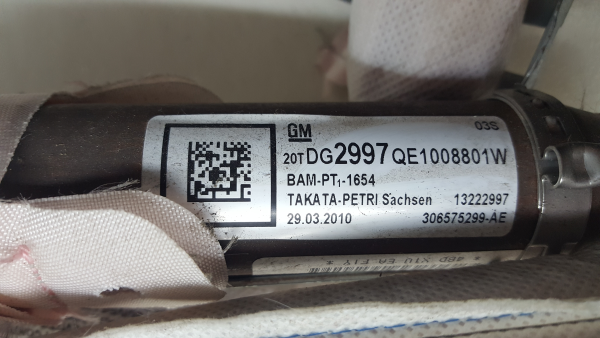 GM 03S
20TDG2997QE1008801W
BAM-PT1-1654
TAKATA-PETRI Sachsen 13222997
29.03.2010 306575299-AE